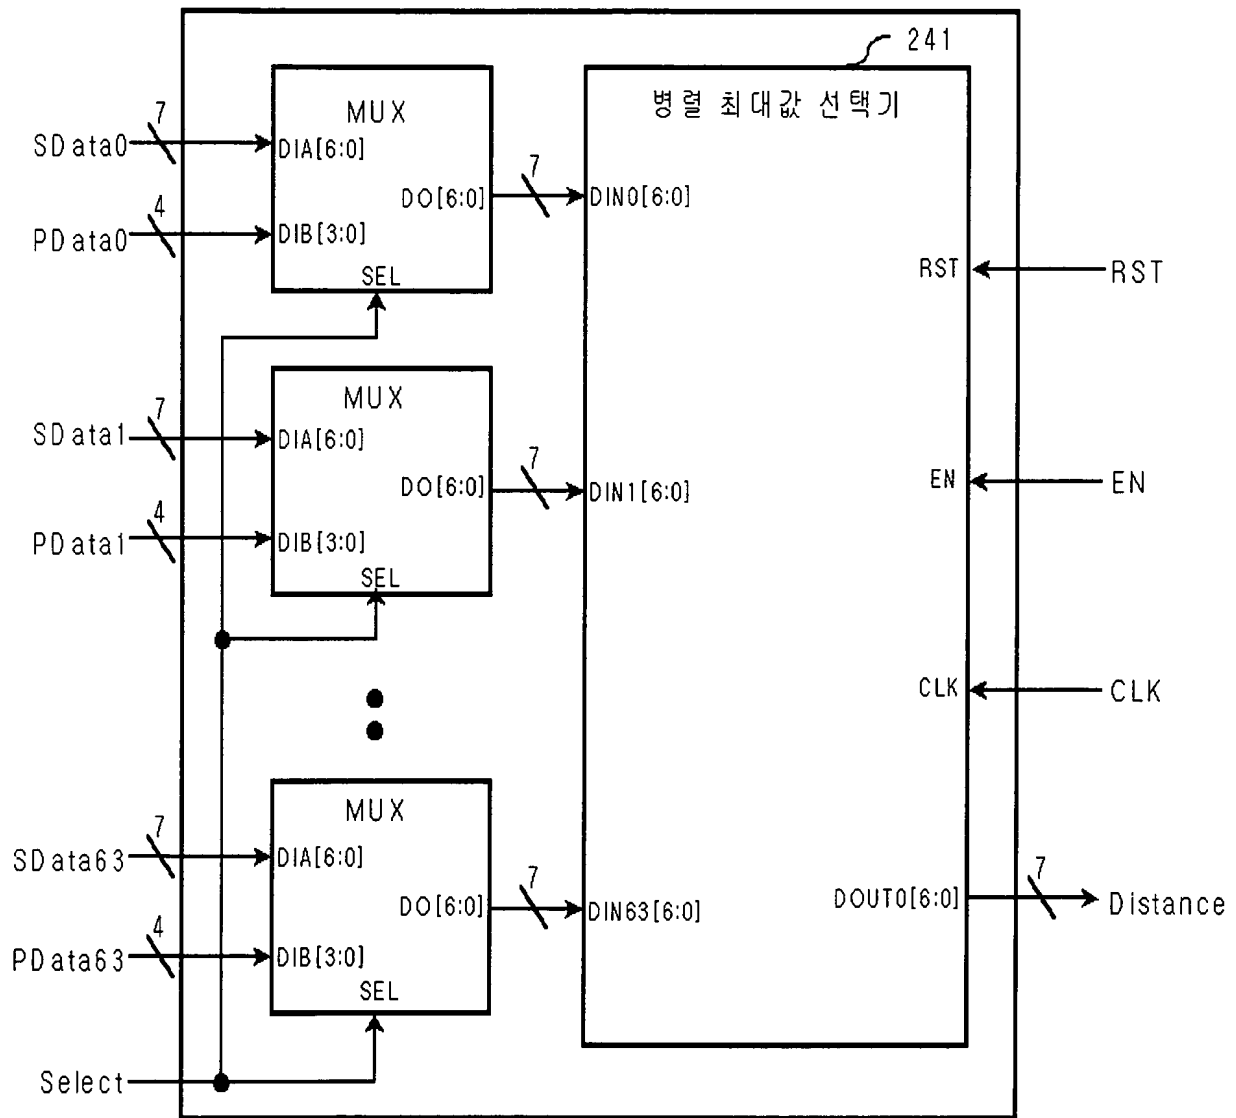 241
병렬 최대값 선택기
MUX
7
SData0
DIA[6:0]
7
DO[6:0]
DIN0[6:0]
4
PData0
DIB[3:0]
SEL
RST
RST
MUX
7
SData1
DIA[6:0]
7
DO[6:0]
DIN1[6:0]
EN
EN
4
PData1
DIB[3:0]
SEL
CLK
CLK
MUX
7
SData63
DIA[6:0]
7
DO[6:0]
DIN63[6:0]
DOUT0[6:0]
7
Distance
4
PData63
DIB[3:0]
SEL
Select